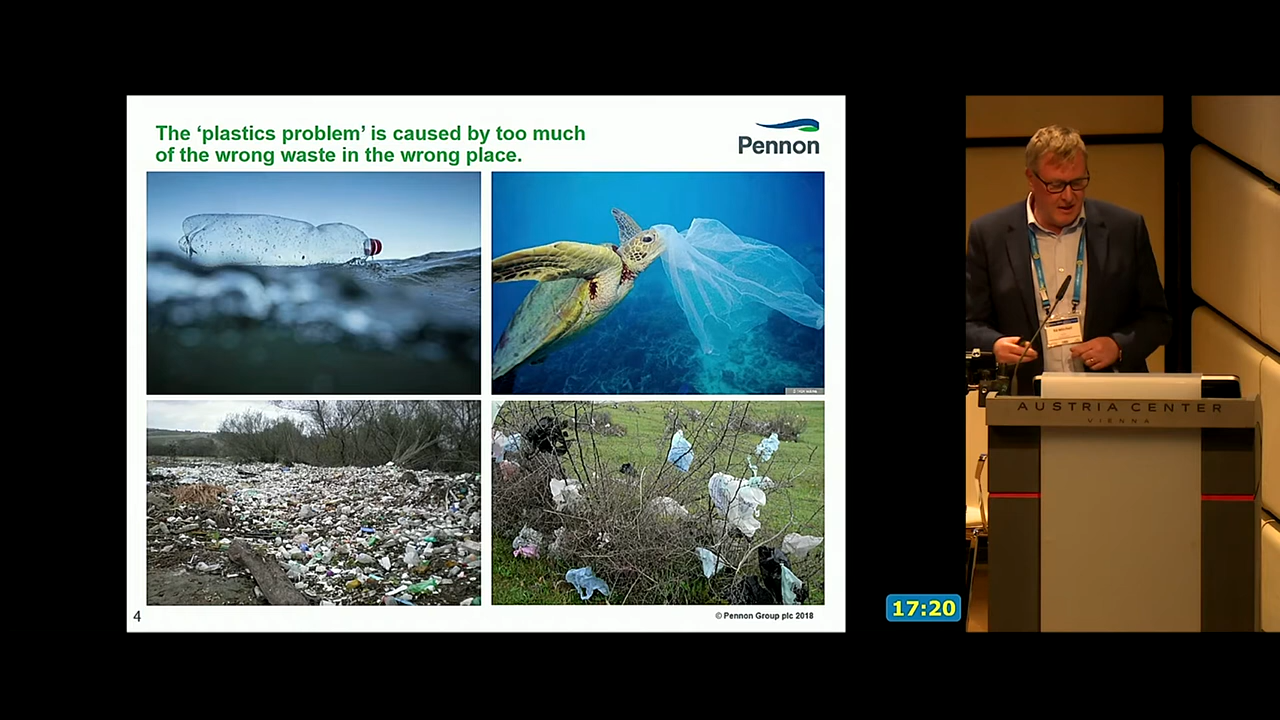 The ‘plastics problem’ is caused by too much
of the wrong waste in the wrong place.
Pennon
4
© Pennon Group plc 2018
17:20
AUSTRIA CENTER
VIENNA